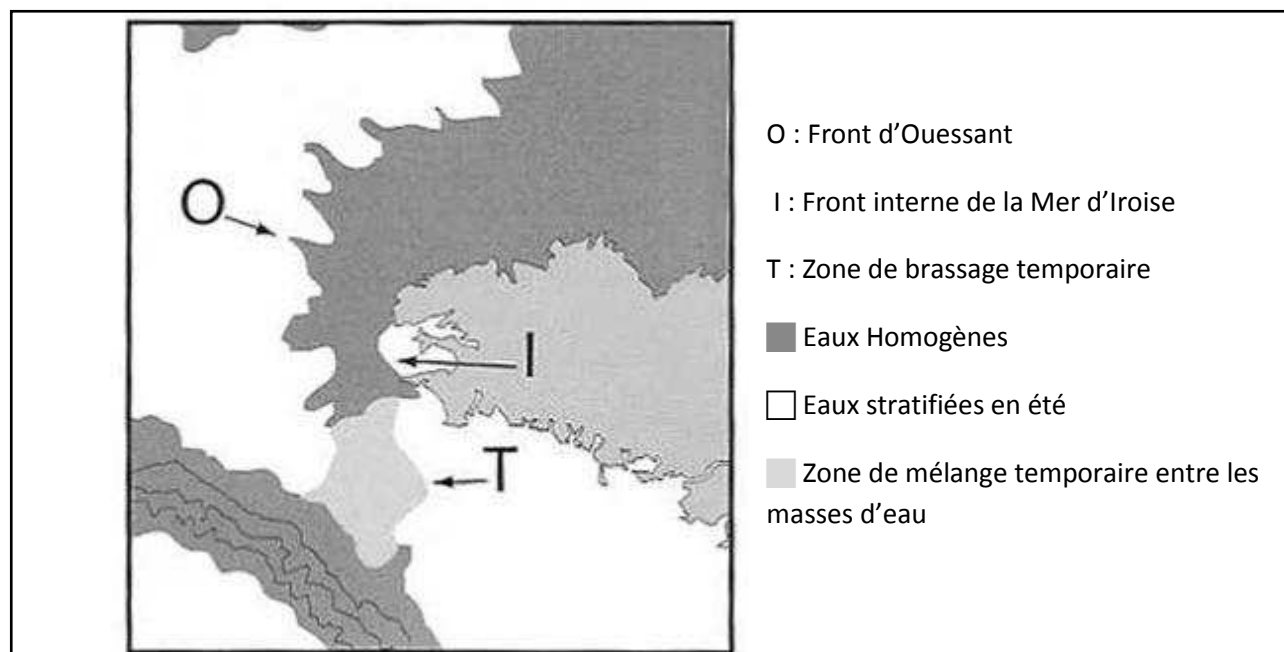 O
I
T
O : Front d’Ouessant
I : Front interne de la Mer d’Iroise
T : Zone de brassage temporaire
Eaux Homogènes
Eaux stratifiées en été
Zone de mélange temporaire entre les
masses d’eau